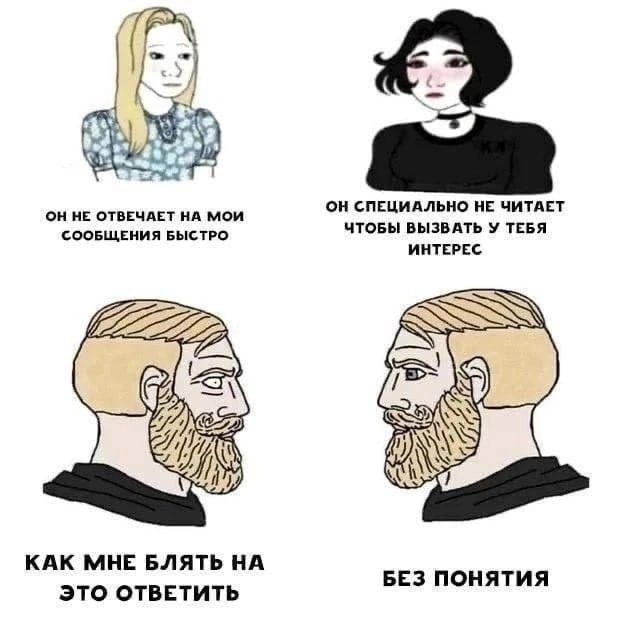 ОН НЕ ОТВЕЧАЕТ НА МОИ
СООБЩЕНИЯ БЫСТРО
ОН СПЕЦИАЛЬНО НЕ ЧИТАЕТ
ЧТОБЫ ВЫЗВАТЬ У ТЕБЯ
ИНТЕРЕС
КАК МНЕ БЛЯТЬ НА
ЭТО ОТВЕТИТЬ
БЕЗ ПОНЯТИЯ